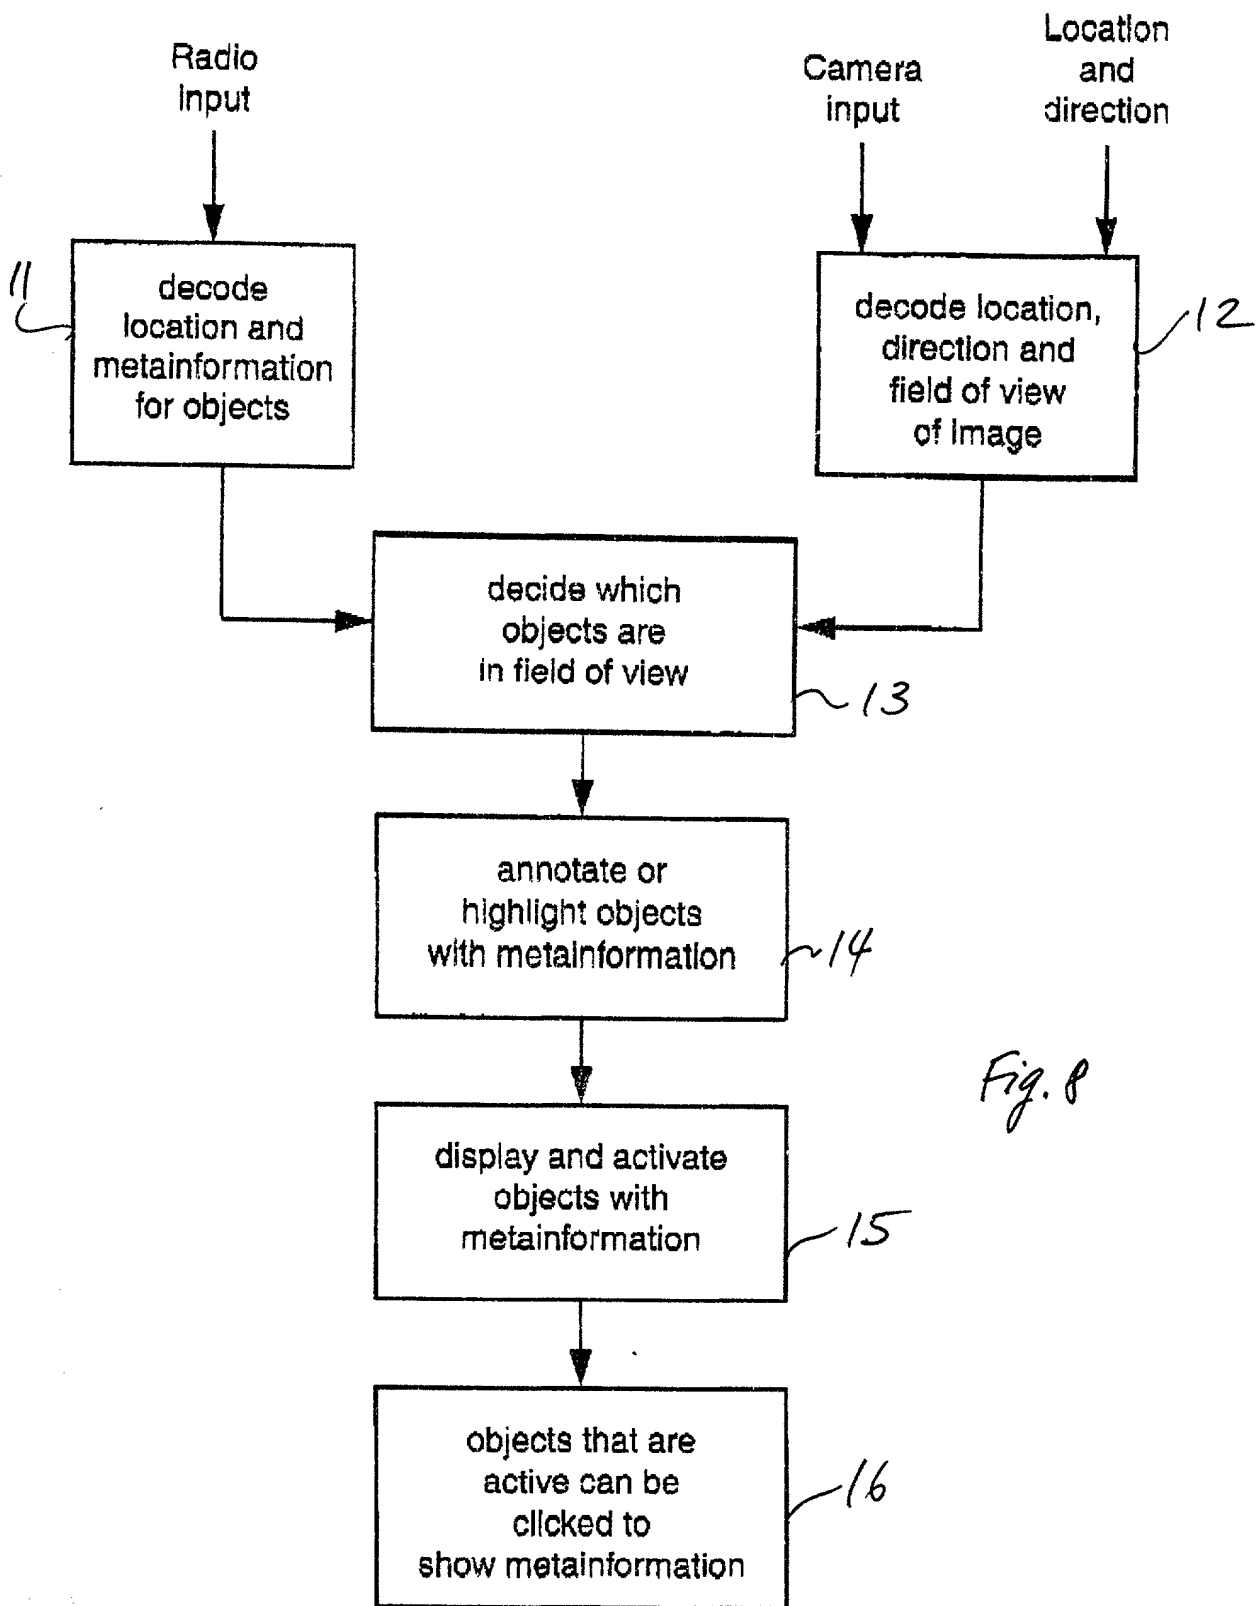 Radio
input
Camera
input
Location
and
direction
11
decode
location and
metainformation
for objects
decode location,
direction and
field of view
of image
12
decide which
objects are
in field of view
13
annotate or
highlight objects
with metainformation
14
Fig. 8
display and activate
objects with
metainformation
15
objects that are
active can be
clicked to
show metainformation
16